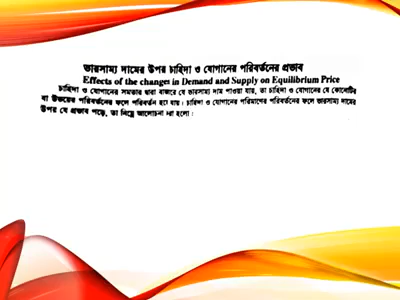 ভারসাম্য দামের উপর চাহিদা ও যোগানের পরিবর্তনের প্রভাব
Effects of the changes in Demand and Supply on Equilibrium Price
চাহিদা ও যোগানের সমতার দ্বারা বাজারে যে ভারসাম্য দাম পাওয়া যায়, তা চাহিদা ও যোগানের যে কোনোটির
বা উভয়ের পরিবর্তনের ফলে পরিবর্তন হয়ে যায়। চাহিদা ও যোগানের পরিমাণের পরিবর্তনের ফলে ভারসাম্য দামের
উপর যে প্রভাব পড়ে, তা নিম্নে আলোচনা করা হলো।